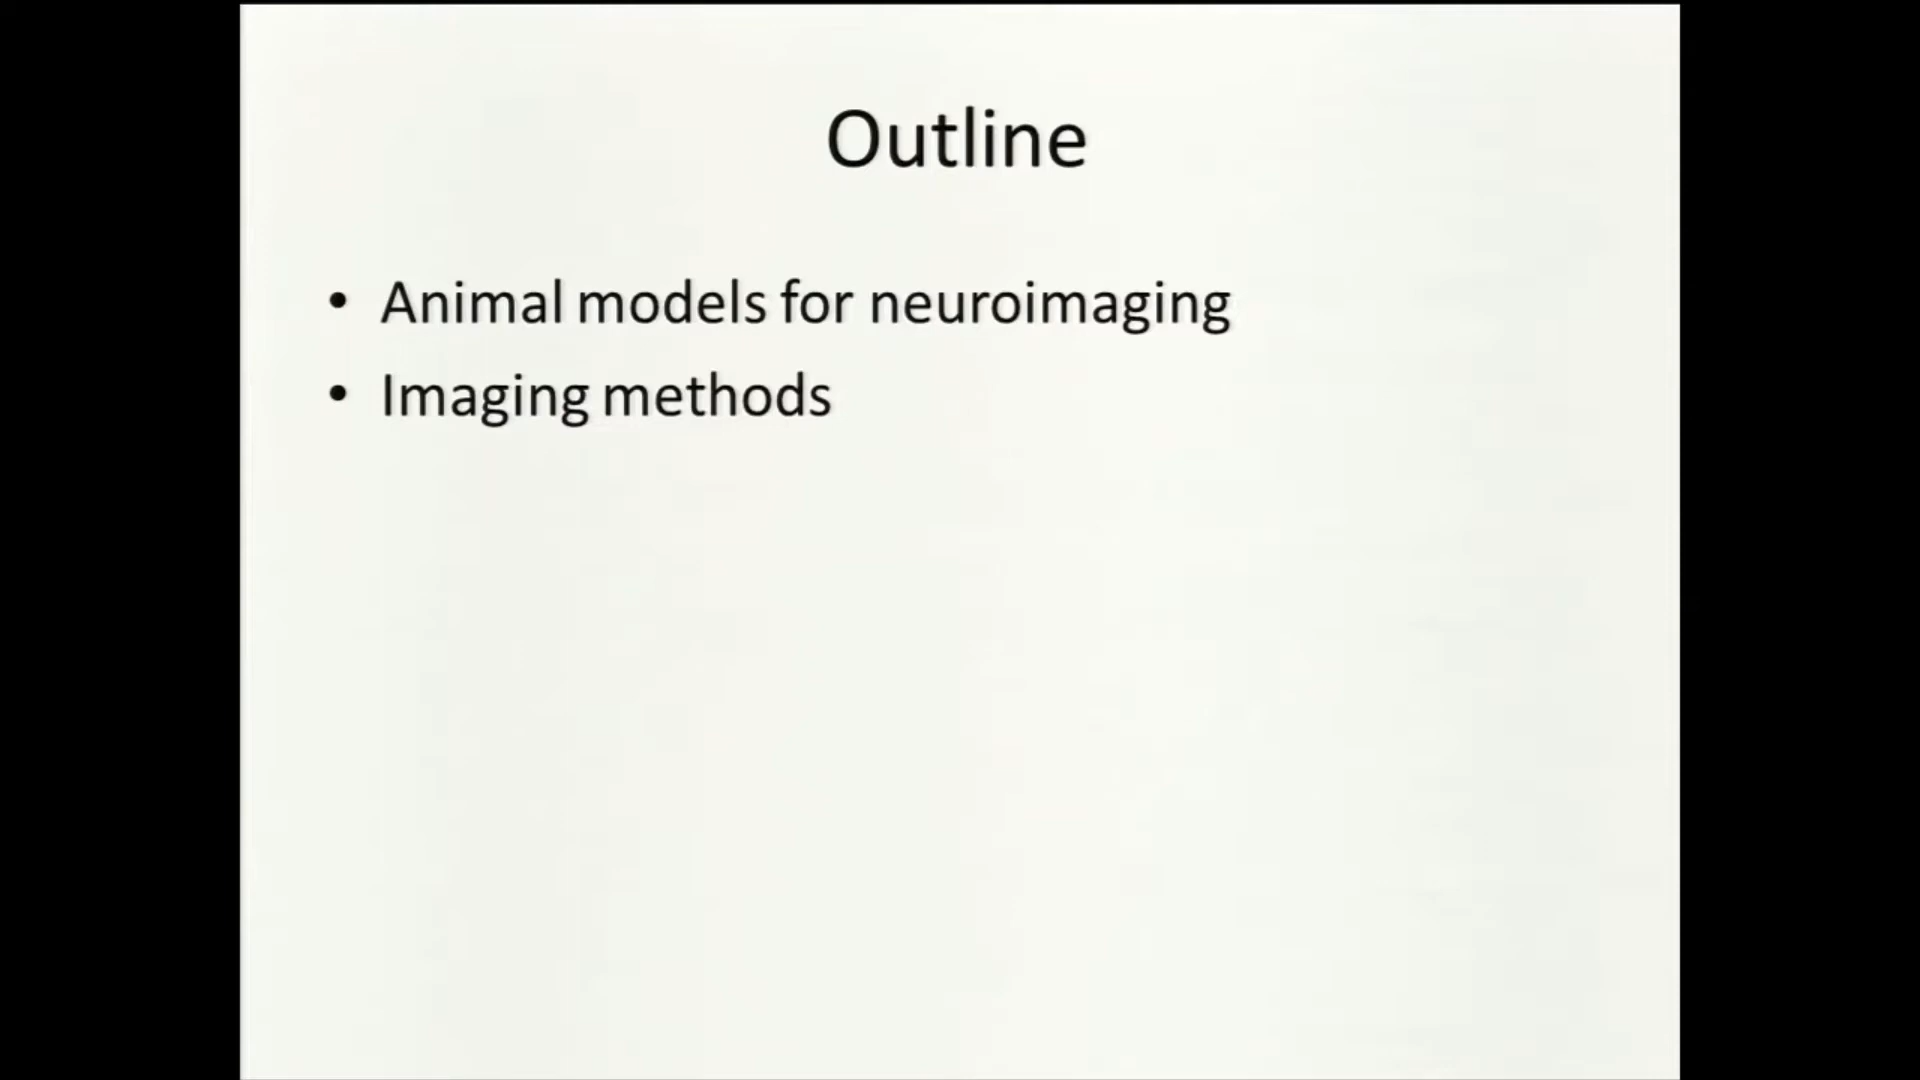 Outline
• Animal models for neuroimaging
• Imaging methods